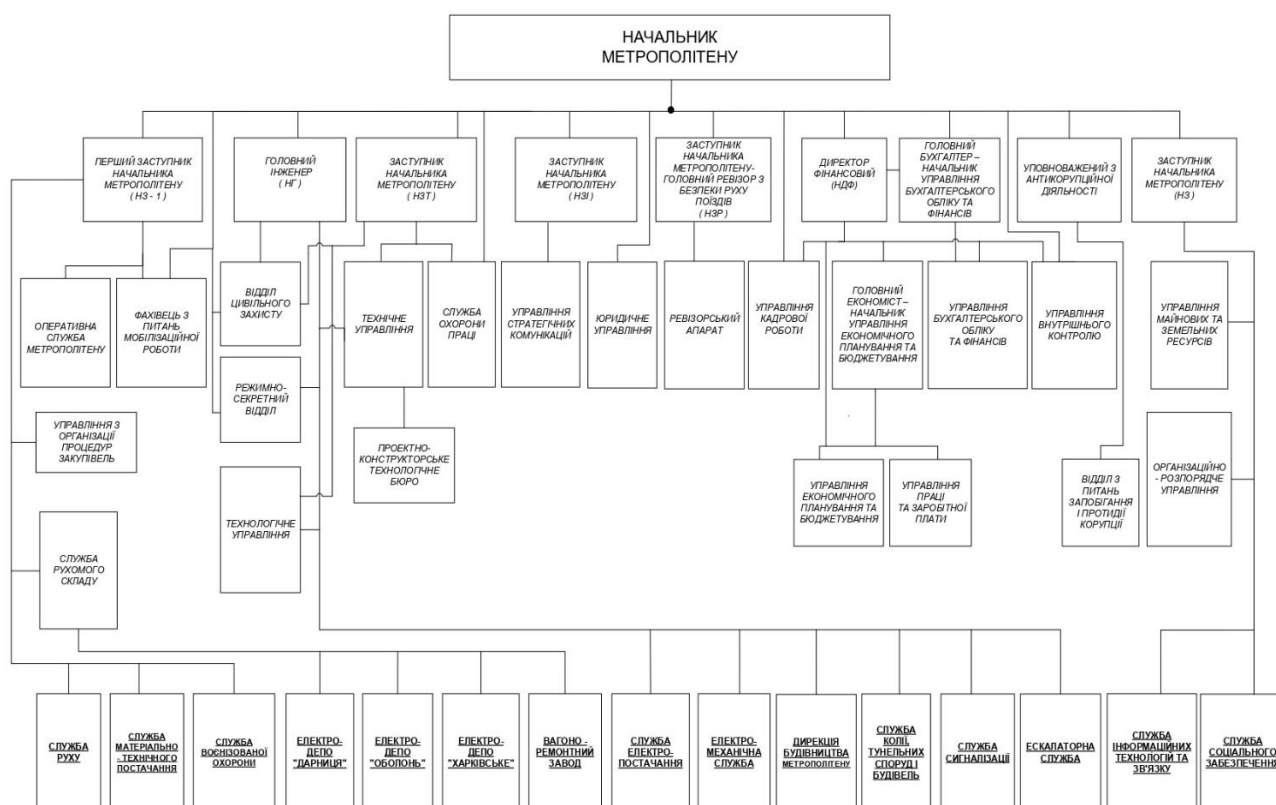 НАЧАЛЬНИК
МЕТРОПОЛІТЕНУ
ПЕРШИЙ ЗАСТУПНИК
НАЧАЛЬНИКА
МЕТРОПОЛІТЕНУ
( НЗ - 1 )
ГОЛОВНИЙ
ІНЖЕНЕР
( НГ )
ЗАСТУПНИК
НАЧАЛЬНИКА
МЕТРОПОЛІТЕНУ
( НЗТ )
ЗАСТУПНИК
НАЧАЛЬНИКА
МЕТРОПОЛІТЕНУ
( НЗІ )
ЗАСТУПНИК
НАЧАЛЬНИКА
МЕТРОПОЛІТЕНУ-
ГОЛОВНИЙ РЕВІЗОР З
БЕЗПЕКИ РУХУ
ПОЇЗДІВ
( НЗР )
ДИРЕКТОР
ФІНАНСОВИЙ
(НДФ)
ГОЛОВНИЙ
БУХГАЛТЕР –
НАЧАЛЬНИК
УПРАВЛІННЯ
БУХГАЛТЕРСЬКОГО
ОБЛІКУ ТА
ФІНАНСІВ
УПОВНОВАЖЕНИЙ З
АНТИКОРУПЦІЙНОЇ
ДІЯЛЬНОСТІ
ЗАСТУПНИК
НАЧАЛЬНИКА
МЕТРОПОЛІТЕНУ
(НЗ)
ОПЕРАТИВНА
СЛУЖБА
МЕТРОПОЛІТЕНУ
ФАХІВЕЦЬ З
ПИТАНЬ
МОБІЛІЗАЦІЙНОЇ
РОБОТИ
ВІДДІЛ
ЦИВІЛЬНОГО
ЗАХИСТУ
ТЕХНІЧНЕ
УПРАВЛІННЯ
СЛУЖБА
ОХОРОНИ
ПРАЦІ
УПРАВЛІННЯ
СТРАТЕГІЧНИХ
КОМУНІКАЦІЙ
ЮРИДИЧНЕ
УПРАВЛІННЯ
РЕВІЗОРСЬКИЙ
АПАРАТ
УПРАВЛІННЯ
КАДРОВОЇ
РОБОТИ
ГОЛОВНИЙ
ЕКОНОМІСТ –
НАЧАЛЬНИК
УПРАВЛІННЯ
ЕКОНОМІЧНОГО
ПЛАНУВАННЯ ТА
БЮДЖЕТУВАННЯ
УПРАВЛІННЯ
БУХГАЛТЕРСЬКОГО
ОБЛІКУ
ТА ФІНАНСІВ
УПРАВЛІННЯ
ВНУТРІШНЬОГО
КОНТРОЛЮ
УПРАВЛІННЯ
МАЙНОВИХ ТА
ЗЕМЕЛЬНИХ
РЕСУРСІВ
РЕЖИМНО-
СЕКРЕТНИЙ
ВІДДІЛ
УПРАВЛІННЯ З
ОРГАНІЗАЦІЇ
ПРОЦЕДУР
ЗАКУПІВЕЛЬ
ПРОЕКТНО-
КОНСТРУКТОРСЬКЕ
ТЕХНОЛОГІЧНЕ
БЮРО
УПРАВЛІННЯ
ЕКОНОМІЧНОГО
ПЛАНУВАННЯ ТА
БЮДЖЕТУВАННЯ
УПРАВЛІННЯ
ПРАЦІ
ТА ЗАРОБІТНОЇ
ПЛАТИ
ВІДДІЛ З
ПИТАНЬ
ЗАПОБІГАННЯ
І ПРОТИДІЇ
КОРУПЦІЇ
ОРГАНІЗАЦІЙНО
- РОЗПОРЯДЧЕ
УПРАВЛІННЯ
ТЕХНОЛОГІЧНЕ
УПРАВЛІННЯ
СЛУЖБА
РУХОМОГО
СКЛАДУ
СЛУЖБА
РУХУ
СЛУЖБА
МАТЕРІАЛЬНО
- ТЕХНІЧНОГО
ПОСТАЧАННЯ
СЛУЖБА
ВОЄНІЗОВАНОЇ
ОХОРОНИ
ЕЛЕКТРО-
ДЕПО
"ДАРНИЦЯ"
ЕЛЕКТРО-
ДЕПО
"ОБОЛОНЬ"
ЕЛЕКТРО-
ДЕПО
"ХАРКІВСЬКЕ"
ВАГОНО -
РЕМОНТНИЙ
ЗАВОД
СЛУЖБА
ЕЛЕКТРО-
ПОСТАЧАННЯ
ЕЛЕКТРО-
МЕХАНІЧНА
СЛУЖБА
ДИРЕКЦІЯ
БУДІВНИЦТВА
МЕТРОПОЛІТЕНУ
СЛУЖБА
КОЛІЇ,
ТУНЕЛЬНИХ
СПОРУД І
БУДІВЕЛЬ
СЛУЖБА
СИГНАЛІЗАЦІЇ
ЕСКАЛАТОРНА
СЛУЖБА
СЛУЖБА
ІНФОРМАЦІЙНИХ
ТЕХНОЛОГІЙ ТА
ЗВ'ЯЗКУ
СЛУЖБА
СОЦІАЛЬНОГО
ЗАБЕЗПЕЧЕННЯ